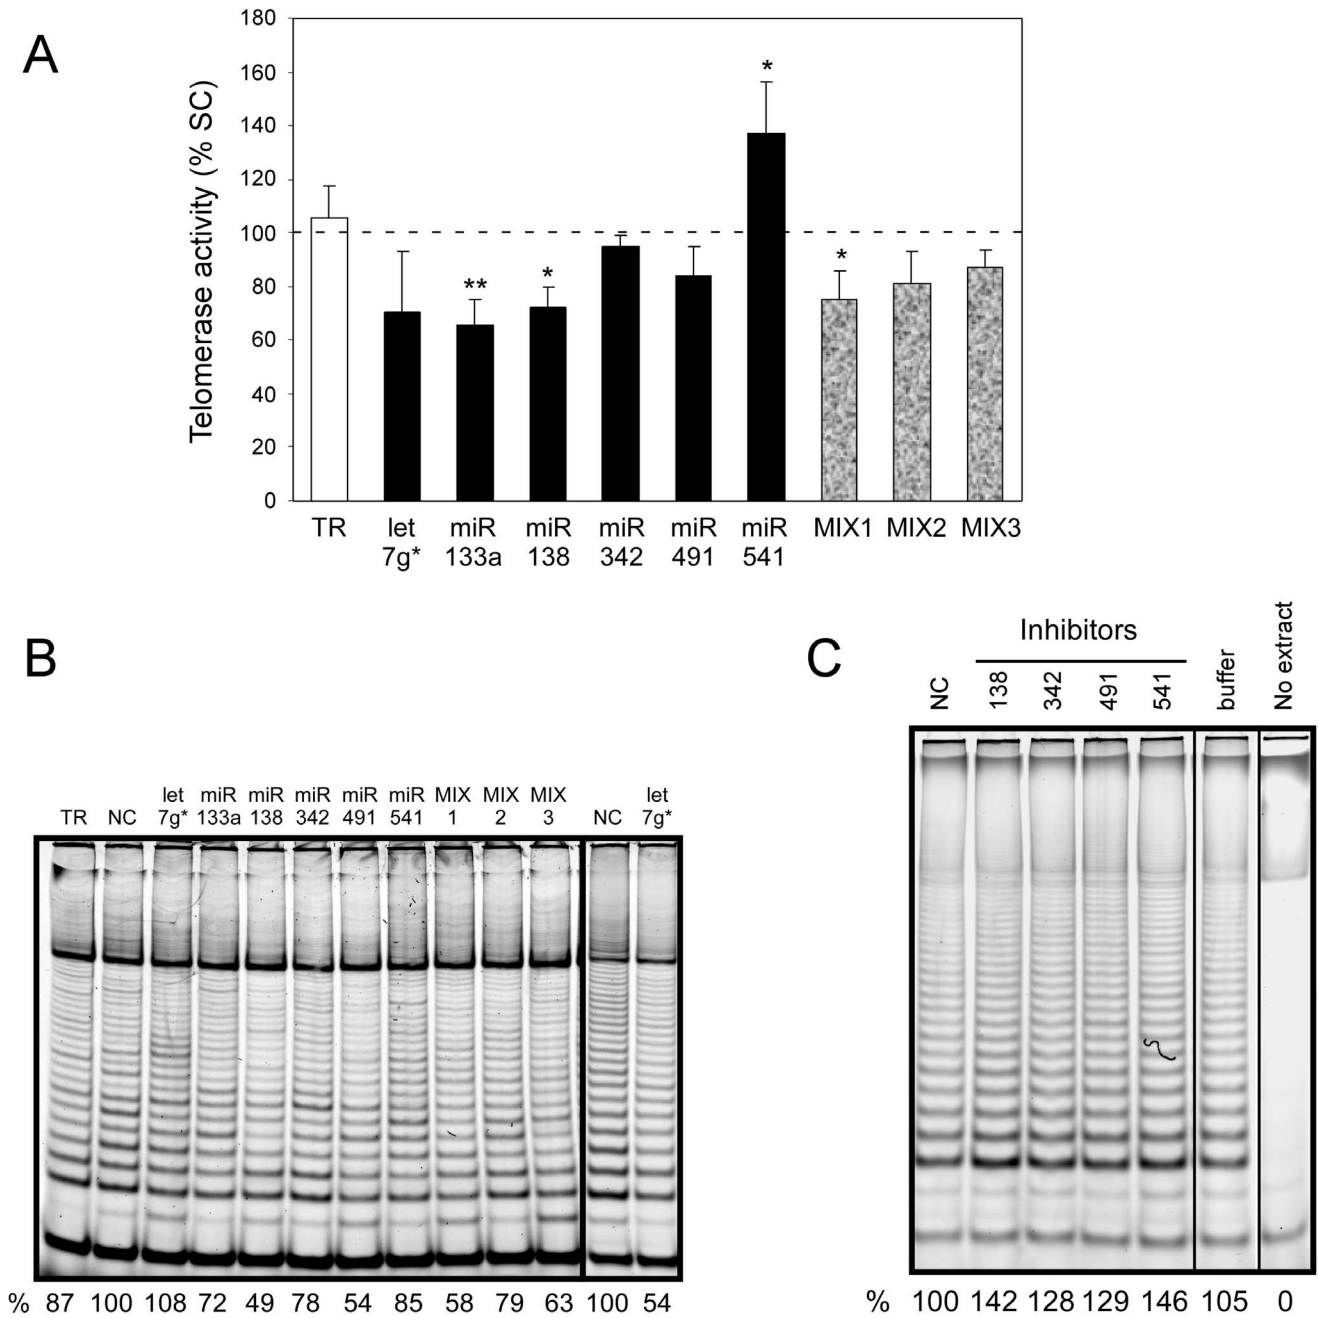 A
Telomerase activity (% SC)
180
160
140
120
100
80
60
40
20
0
**
*
*
*
TR
let 7g*
miR 133a
miR 138
miR 342
miR 491
miR 541
MIX1
MIX2
MIX3
B
TR
NC
let 7g*
miR 133a
miR 138
miR 342
miR 491
miR 541
MIX 1
MIX 2
MIX 3
NC
let 7g*
% 87 100 108 72 49 78 54 85 58 79 63 100 54
C
Inhibitors
NC
138
342
491
541
buffer
No extract
% 100 142 128 129 146 105 0